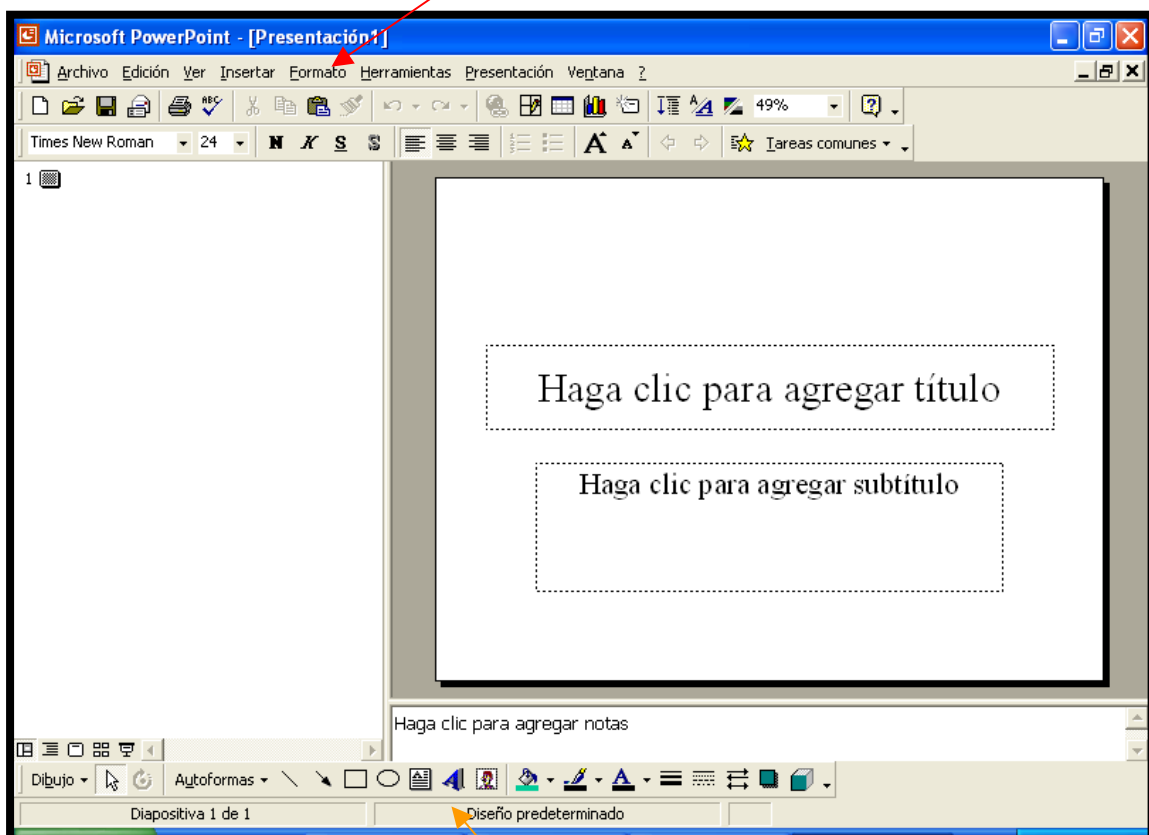 Microsoft PowerPoint - [Presentación1]
Archivo Edición Ver Insertar Formato Herramientas Presentación Ventana ?
ABC 49%
Times New Roman 24 N K S S A A Tareas comunes
1
Haga clic para agregar título
Haga clic para agregar subtítulo
Haga clic para agregar notas
Dibujo Autoformas A
Diapositiva 1 de 1 Diseño predeterminado